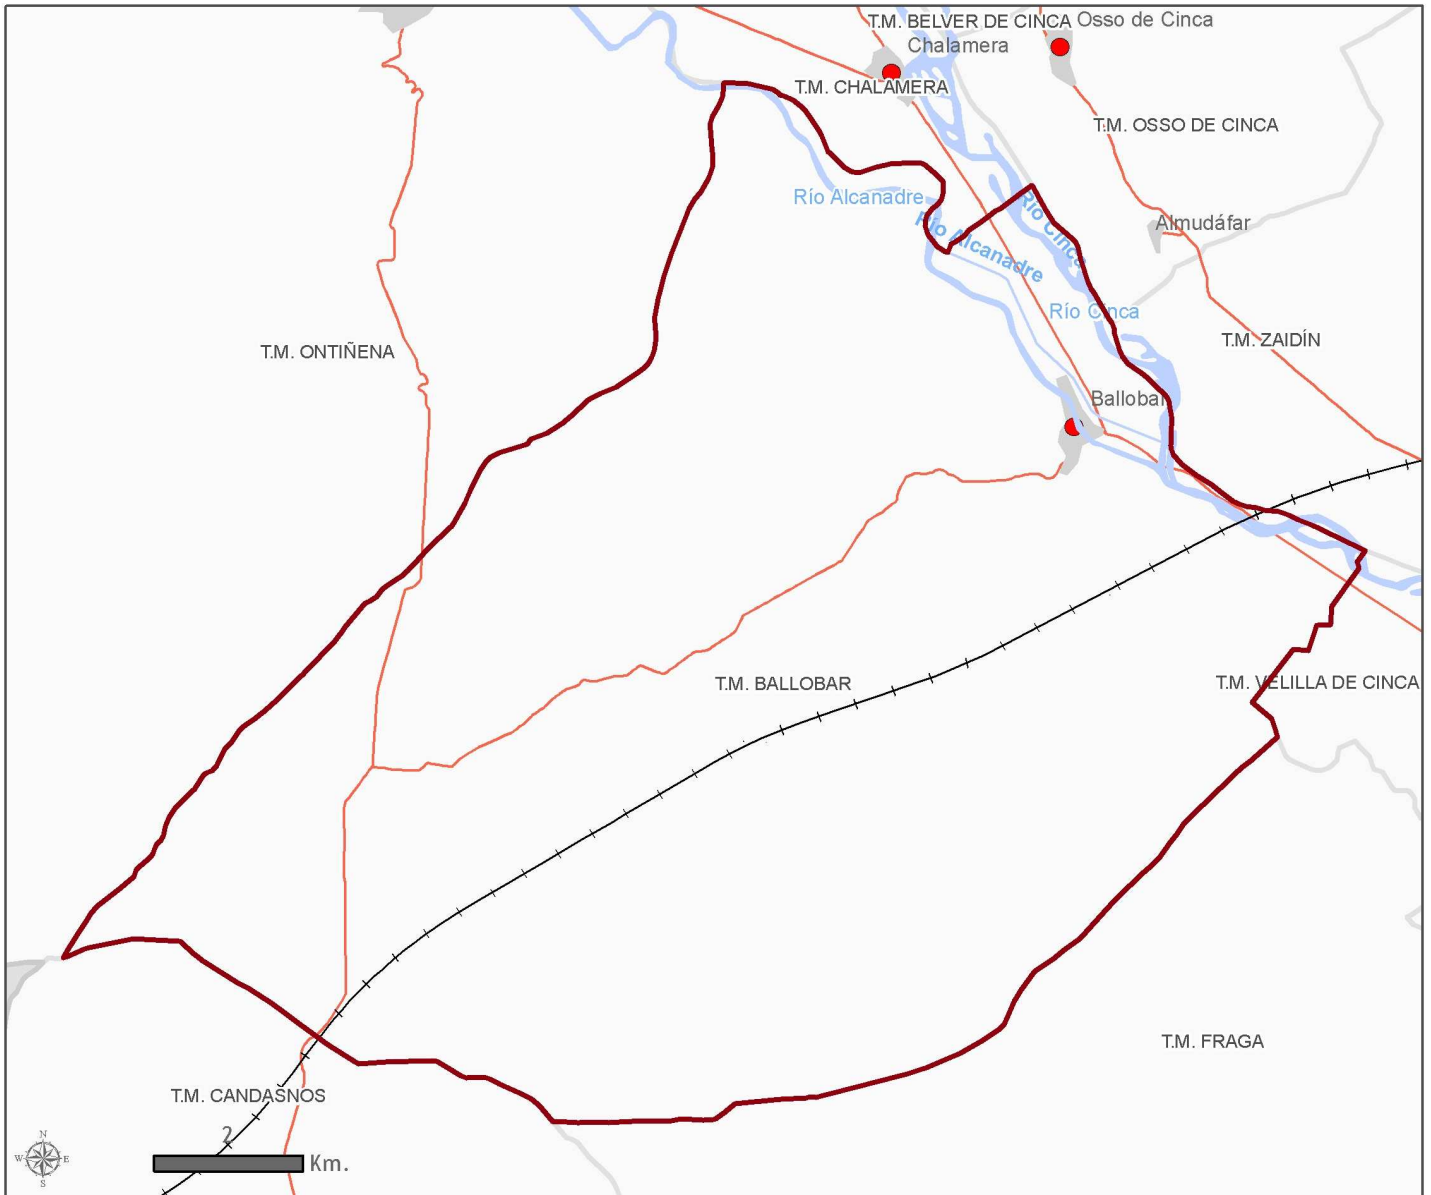 T.M. BELVER DE CINCA
Osso de Cinca
Chalamera
T.M. CHALAMERA
T.M. OSSO DE CINCA
Río Alcanadre
Río Cinca
Río Alcanadre
Almudáfar
Río Cinca
T.M. ONTIÑENA
T.M. ZAIDÍN
Ballobar
T.M. BALLOBAR
T.M. VELILLA DE CINCA
T.M. FRAGA
T.M. CANDASNOS
2
Km.
N
W
E
S